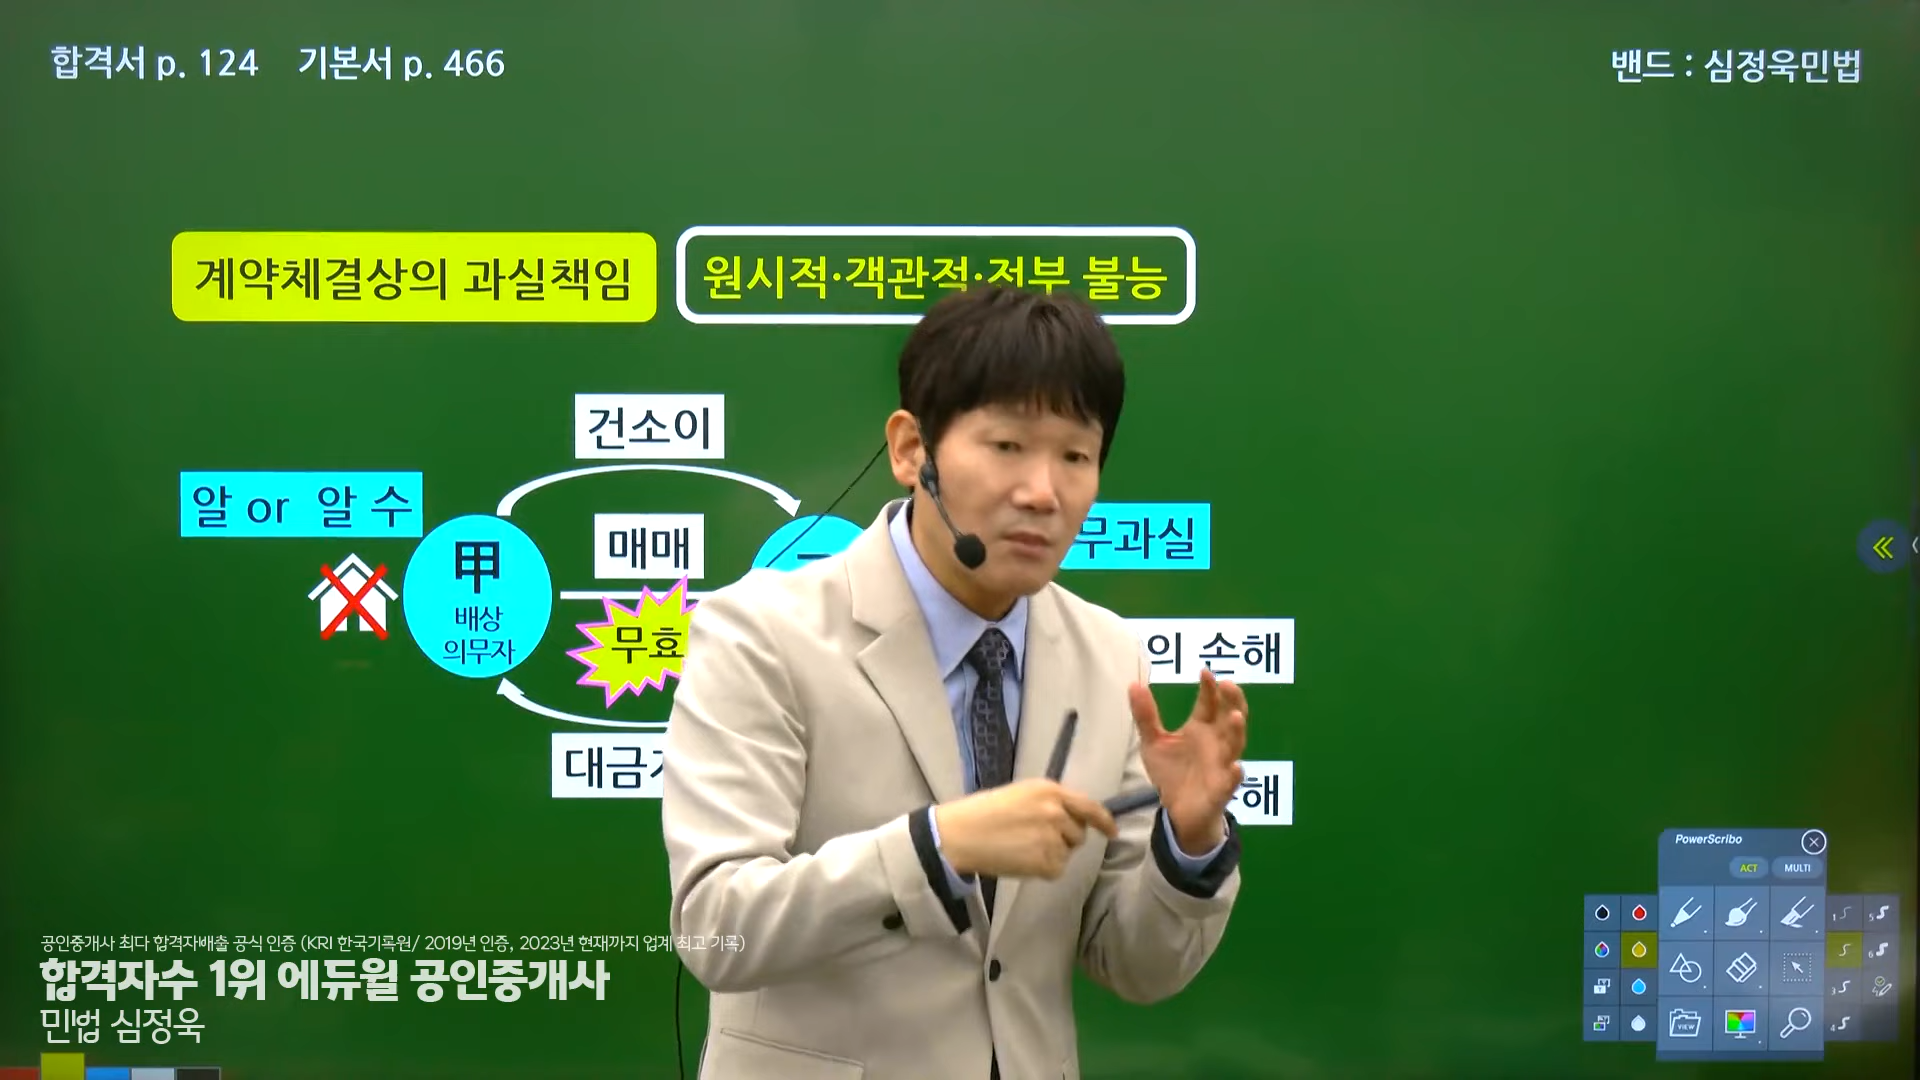 합격서 p. 124 기본서 p. 466
밴드 : 심정욱민법
계약체결상의 과실책임
원시적·객관적·전부 불능
건소이
알 or 알 수
매매
무과실
甲
배상
의무자
무효
의 손해
대금
해
PowerScribo
ACT MULTI
VIEW
공인중개사 최다 합격자배출 공식 인증 (KRI 한국기록원/ 2019년 인증, 2023년 현재까지 업계 최고 기록)
합격자수 1위 에듀윌 공인중개사
민법 심정욱